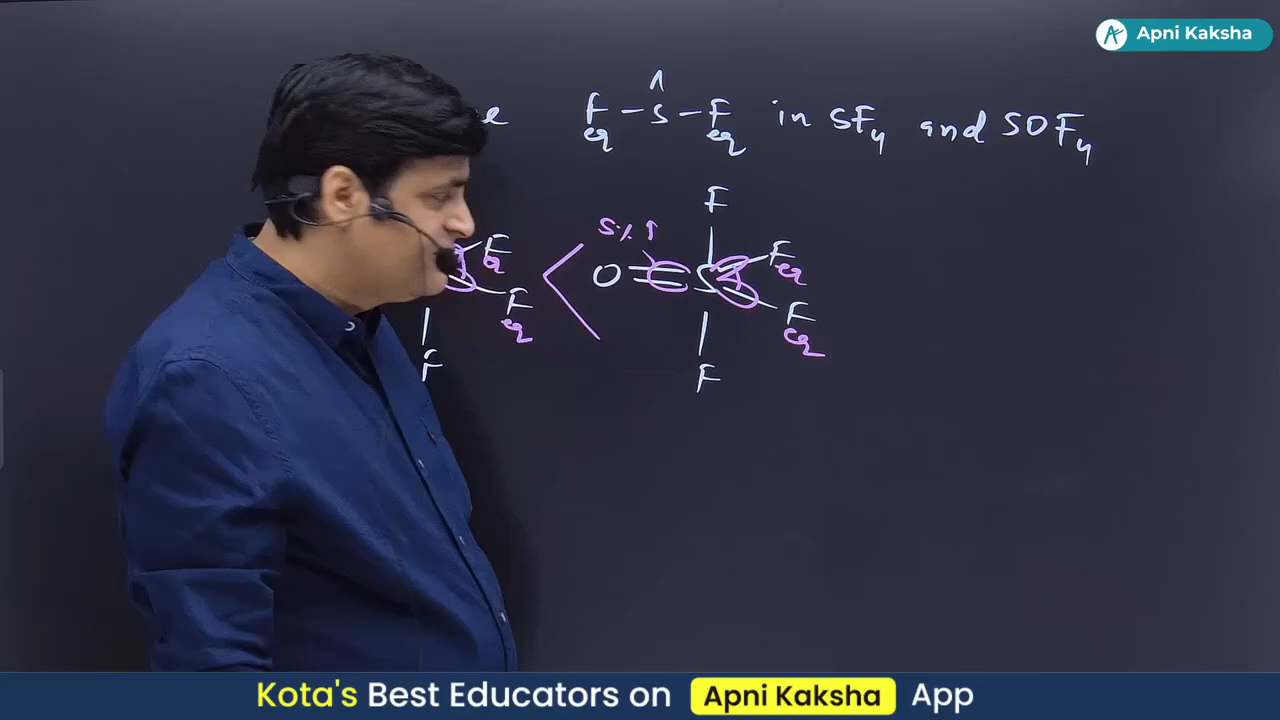 Apni Kaksha
F - ŝ - F in SF4 and SOF4
eq eq
F
S% ↑
F
eq
F
eq
< O = S
F
eq
F
eq
F
F
Kota's Best Educators on Apni Kaksha App